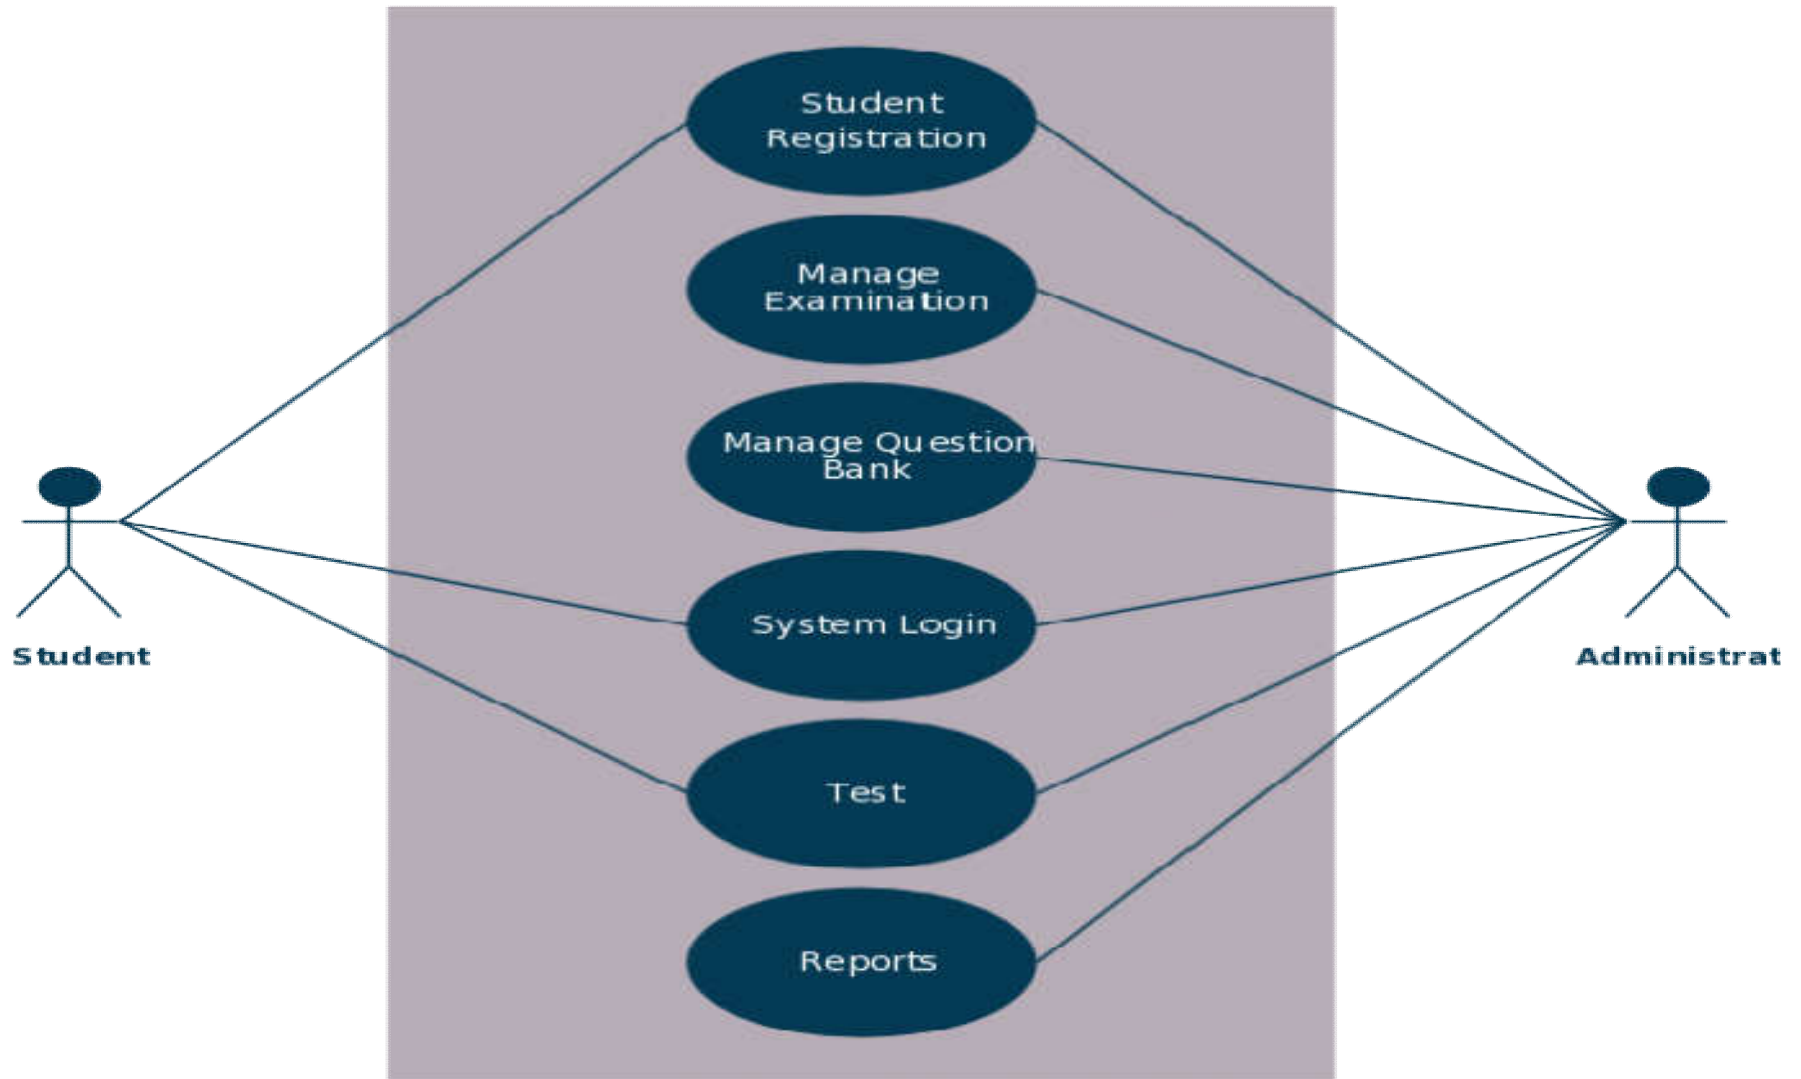 Student
Registration
Manage
Examination
Manage Question
Bank
System Login
Test
Reports
Student
Administrat